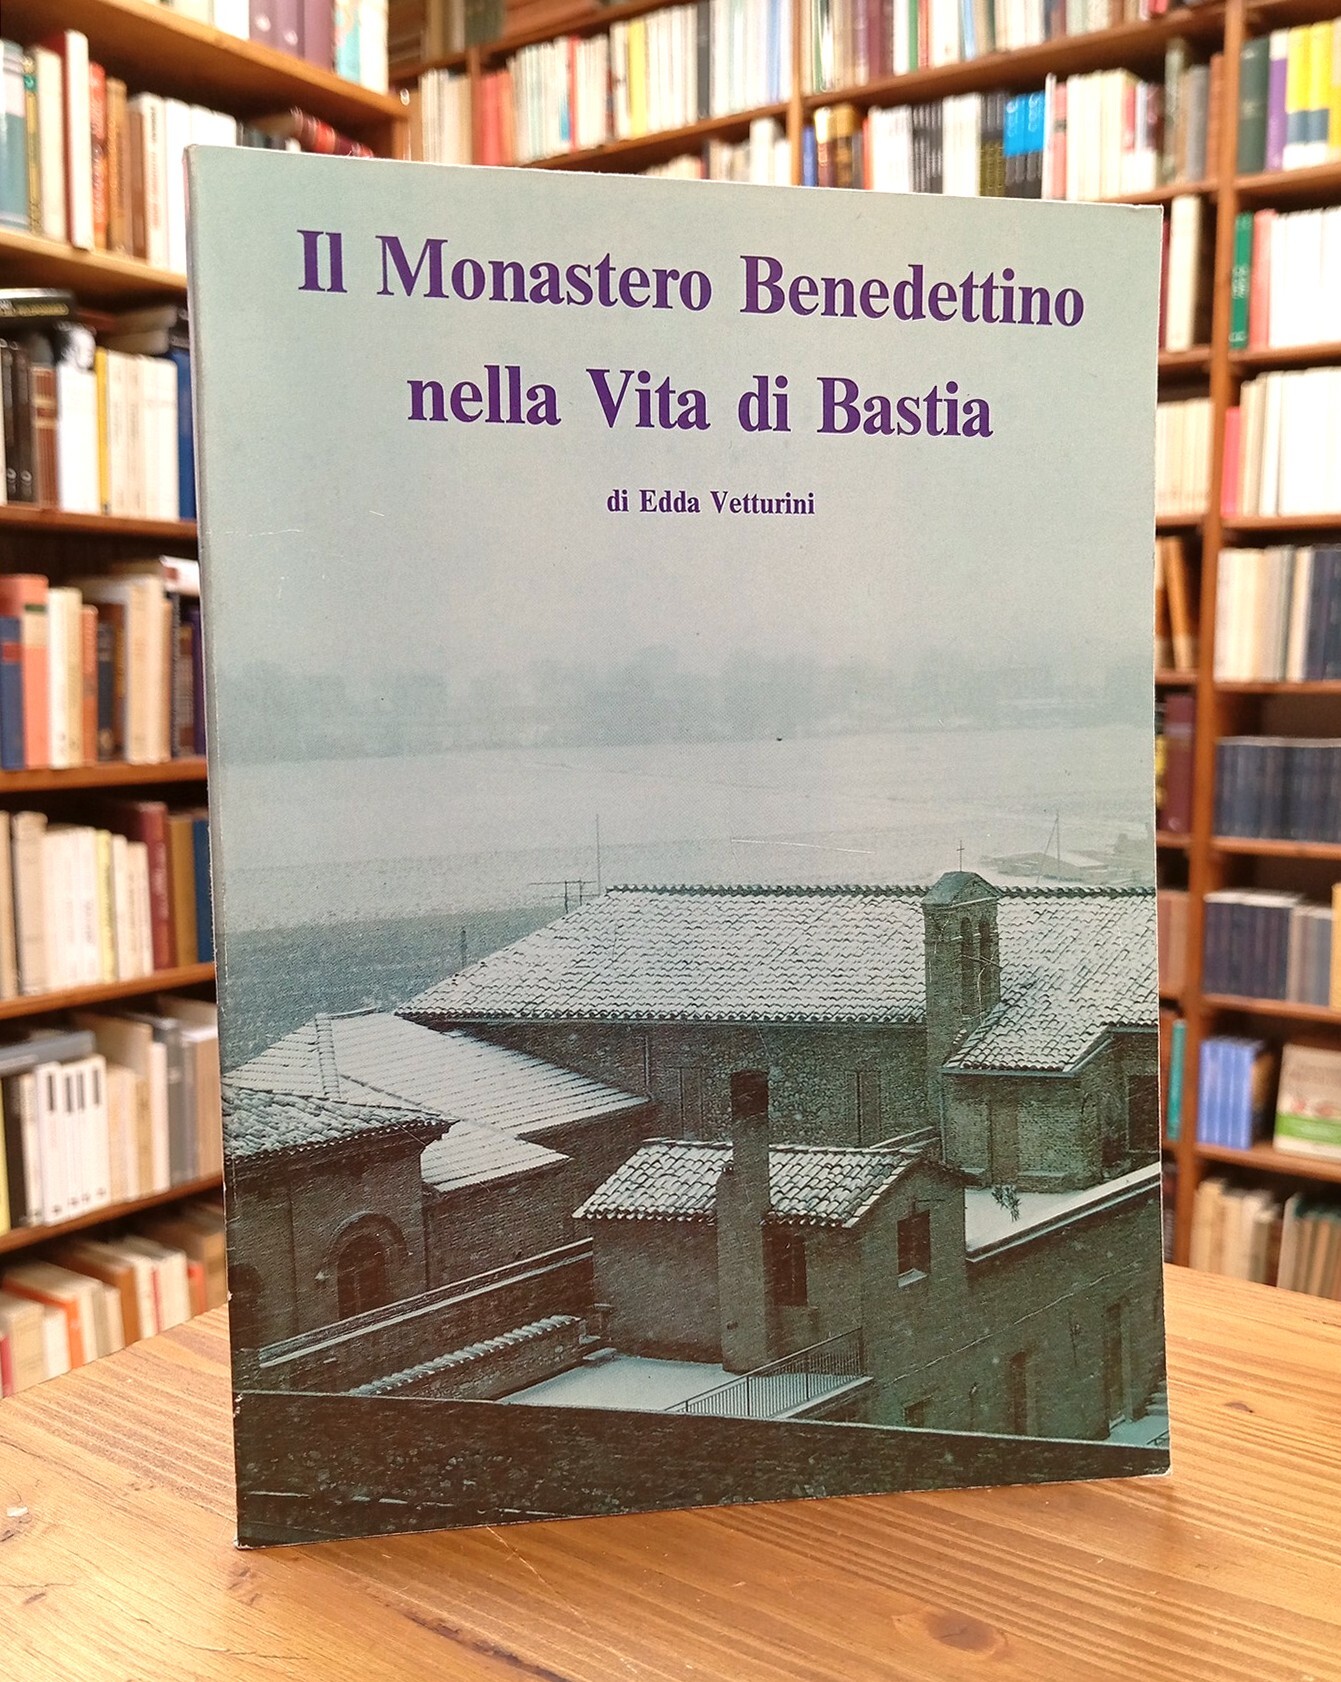 Il Monastero Benedettino
nella Vita di Bastia
di Edda Vetturini